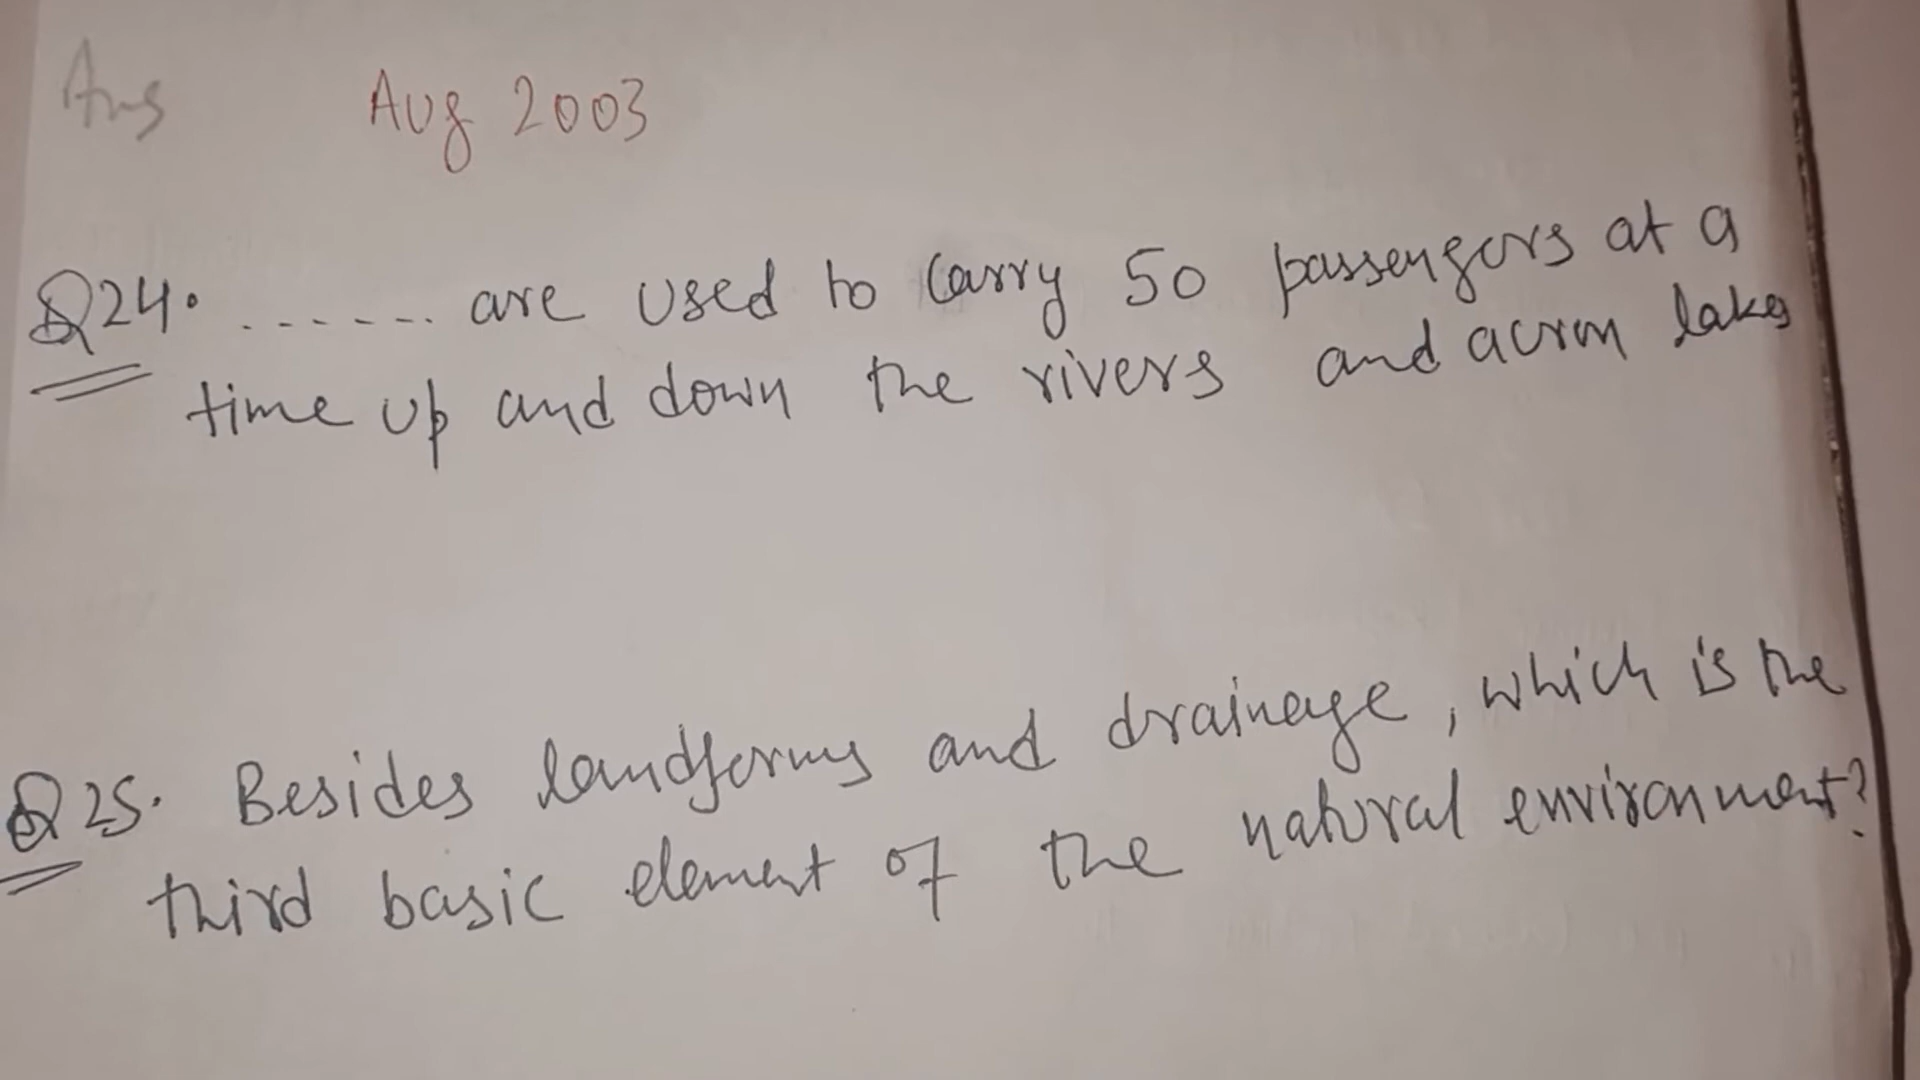 Ans Aug 2003
Q24. ....... are used to carry 50 passengers at a
time up and down the rivers and across lakes
Q25. Besides landforms and drainage, which is the
third basic element of the natural environment?